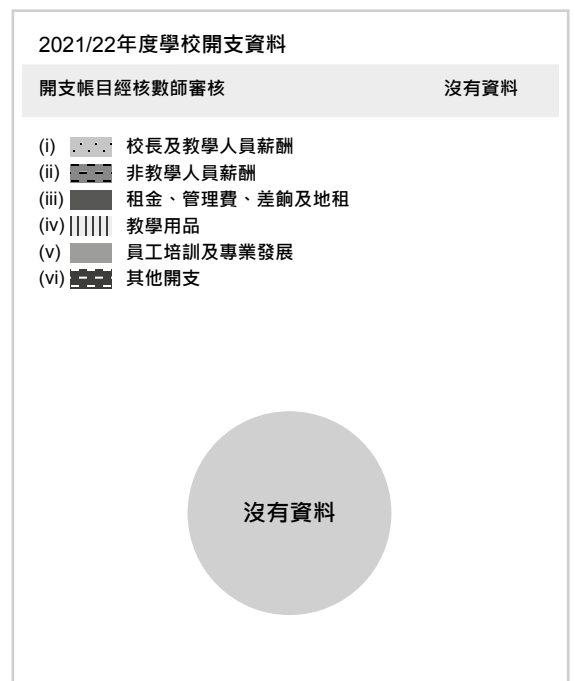 2021/22年度學校開支資料
開支帳目經核數師審核 沒有資料
(i) 校長及教學人員薪酬
(ii) 非教學人員薪酬
(iii) 租金、管理費、差餉及地租
(iv) 教學用品
(v) 員工培訓及專業發展
(vi) 其他開支
沒有資料